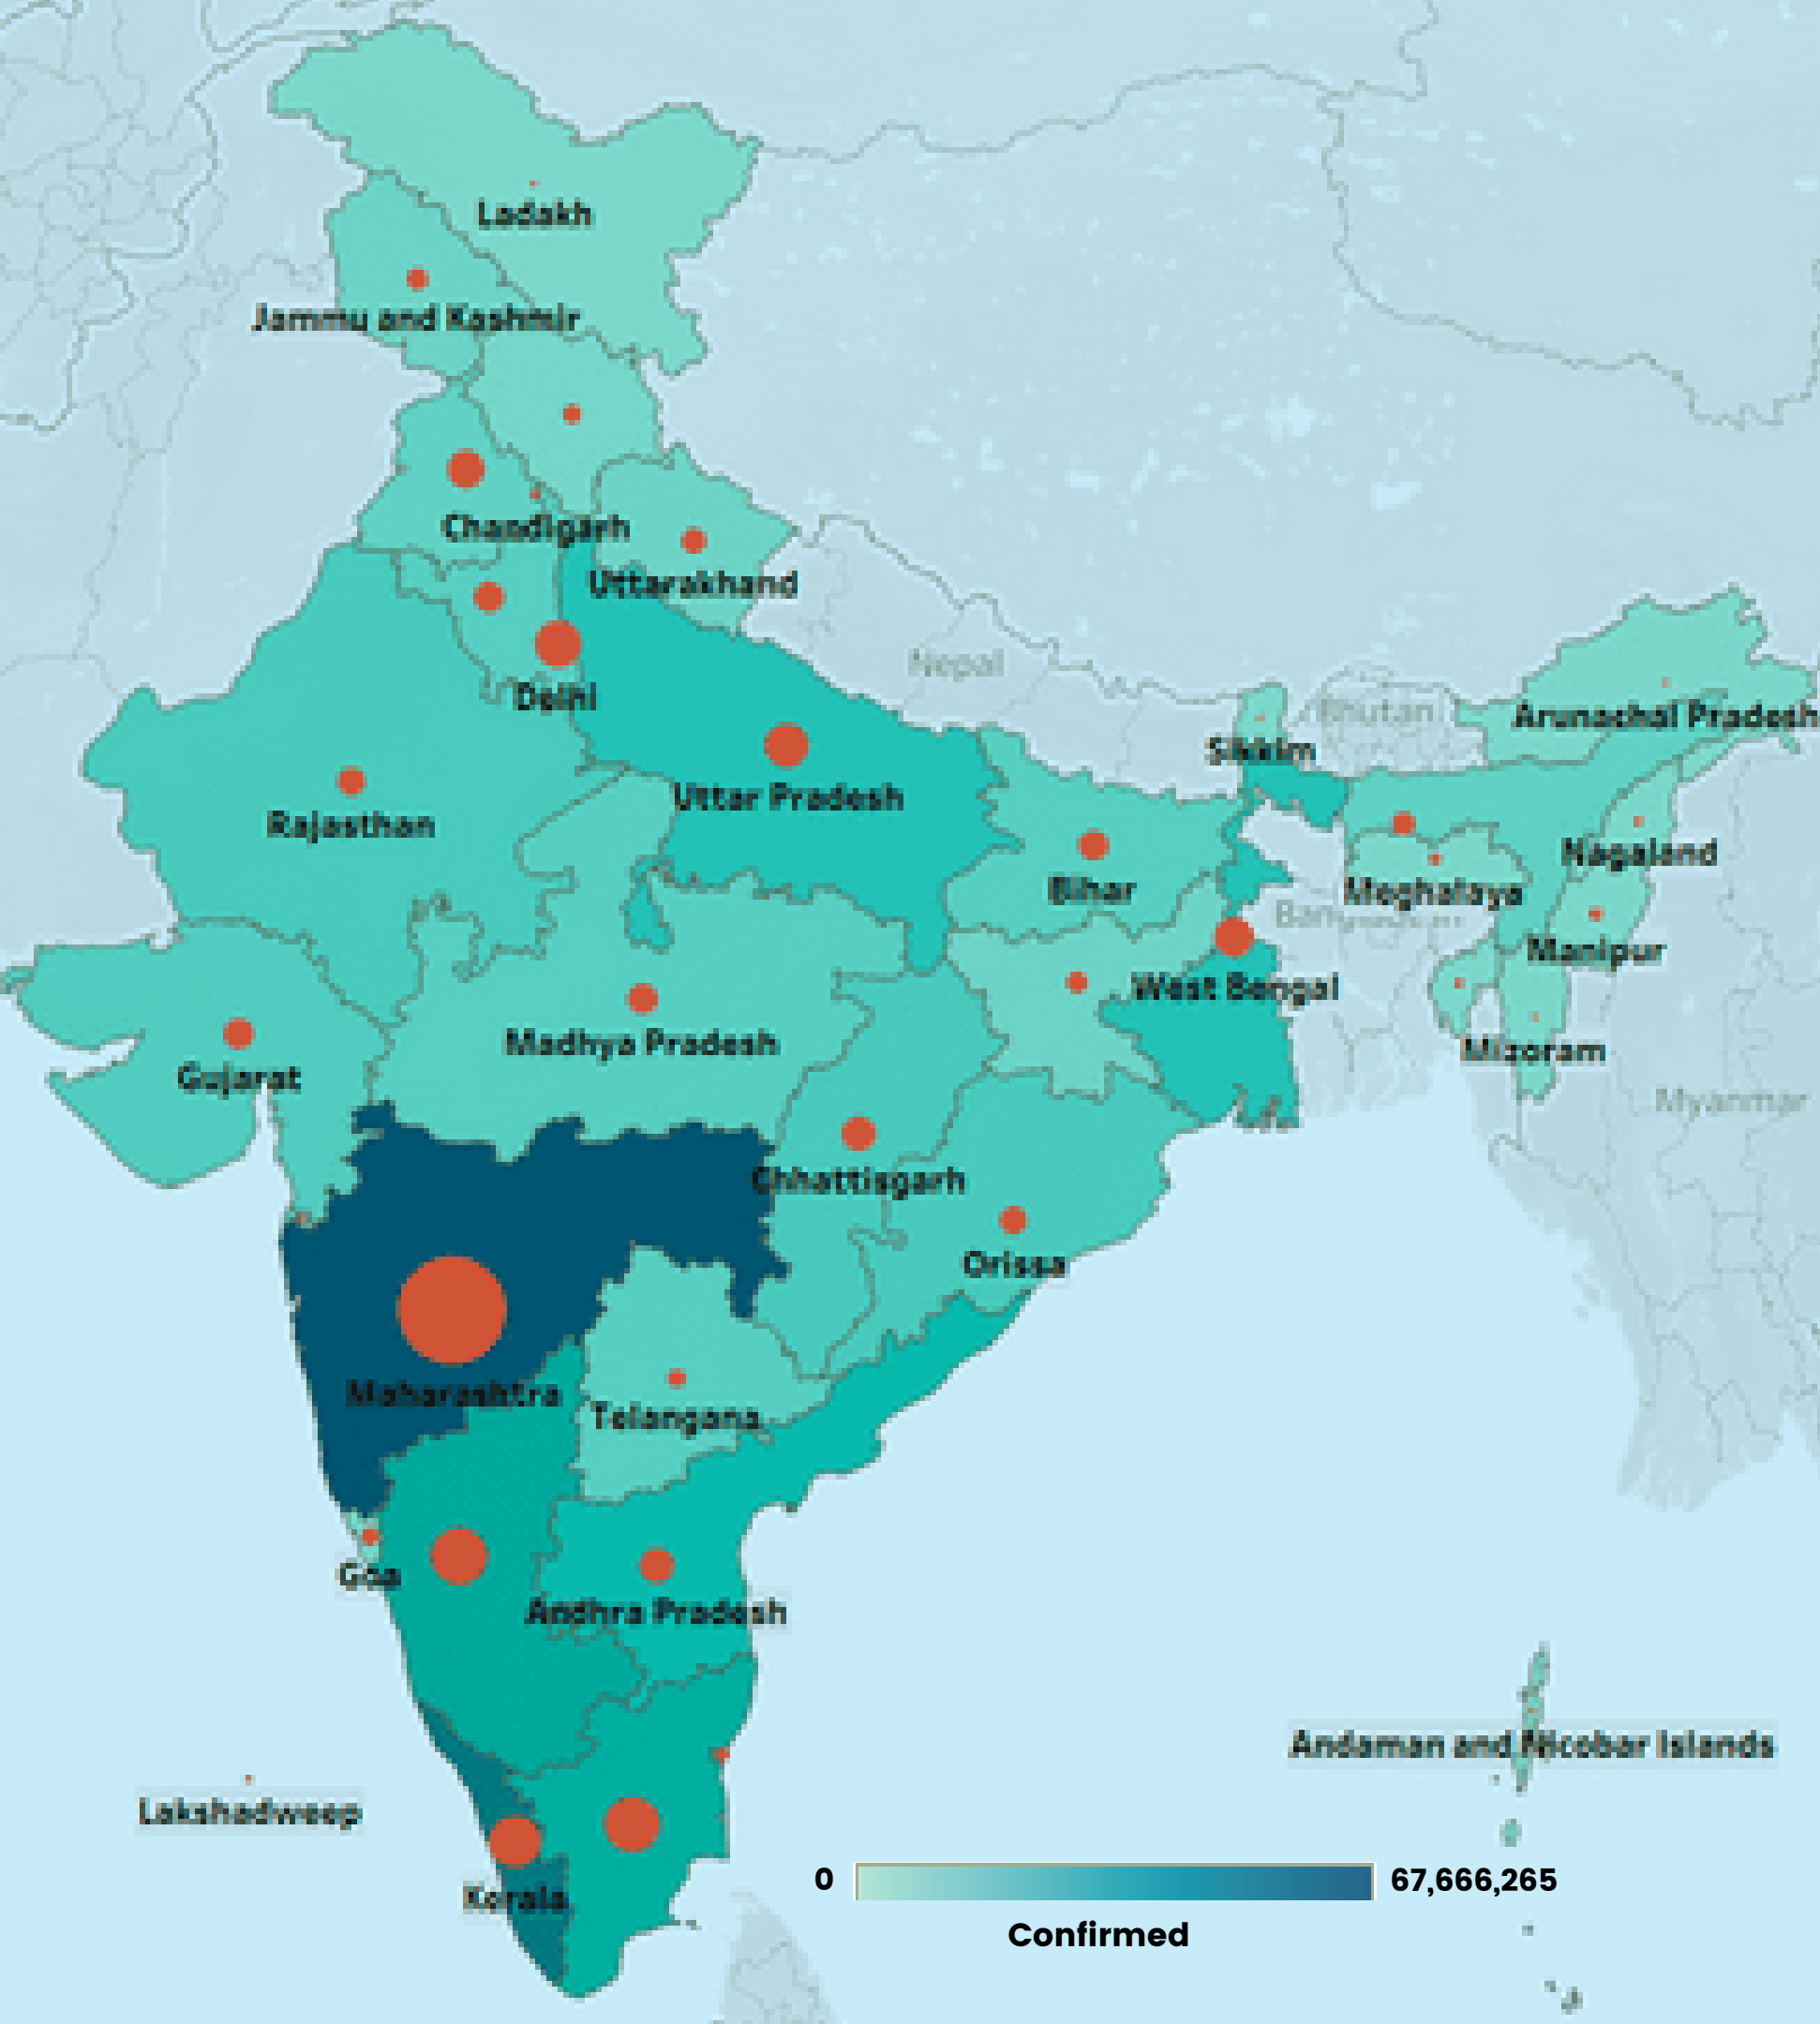 Ladakh
Jammu and Kashmir
Chandigarh
Uttarakhand
Nepal
Delhi
Bhutan
Arunachal Pradesh
Sikkim
Uttar Pradesh
Rajasthan
Nagaland
Bihar
Meghalaya
Manipur
West Bengal
Madhya Pradesh
Mizoram
Gujarat
Myanmar
Chhattisgarh
Orissa
Maharashtra
Telangana
Goa
Andhra Pradesh
Andaman and Nicobar Islands
Lakshadweep
Kerala
0 67,666,265
Confirmed